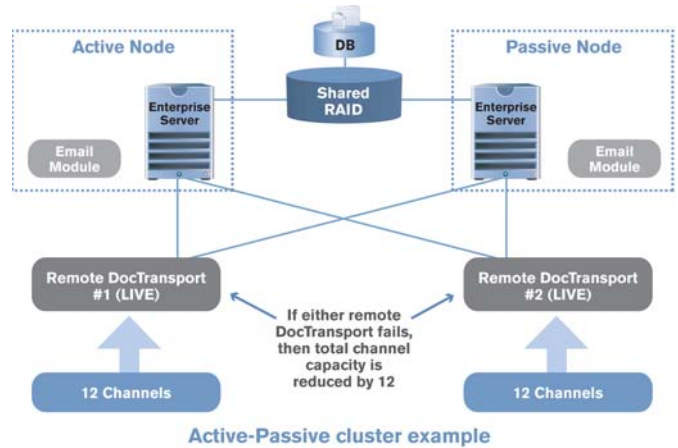 DB
Active Node
Passive Node
Shared
RAID
Enterprise
Server
Enterprise
Server
Email
Module
Email
Module
Remote DocTransport
#1 (LIVE)
Remote DocTransport
#2 (LIVE)
If either remote
DocTransport fails,
then total channel
capacity is
reduced by 12
12 Channels
12 Channels
Active-Passive cluster example